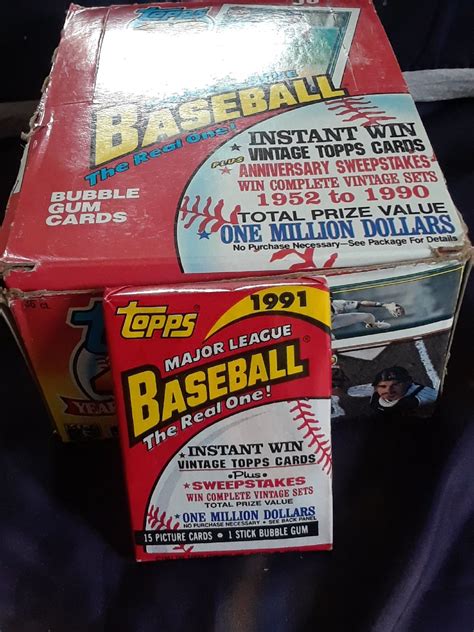 Topps
BASEBALL
The Real One!
BUBBLE
GUM
CARDS
PLUS
INSTANT WIN
VINTAGE TOPPS CARDS
ANNIVERSARY SWEEPSTAKES
WIN COMPLETE VINTAGE SETS
1952 to 1990
TOTAL PRIZE VALUE
ONE MILLION DOLLARS
No Purchase Necessary—See Package For Details
Topps
1991
MAJOR LEAGUE
BASEBALL
The Real One!
INSTANT WIN
VINTAGE TOPPS CARDS
Plus
SWEEPSTAKES
WIN COMPLETE VINTAGE SETS
TOTAL PRIZE VALUE
ONE MILLION DOLLARS
NO PURCHASE NECESSARY • SEE BACK PANEL
15 PICTURE CARDS • 1 STICK BUBBLE GUM